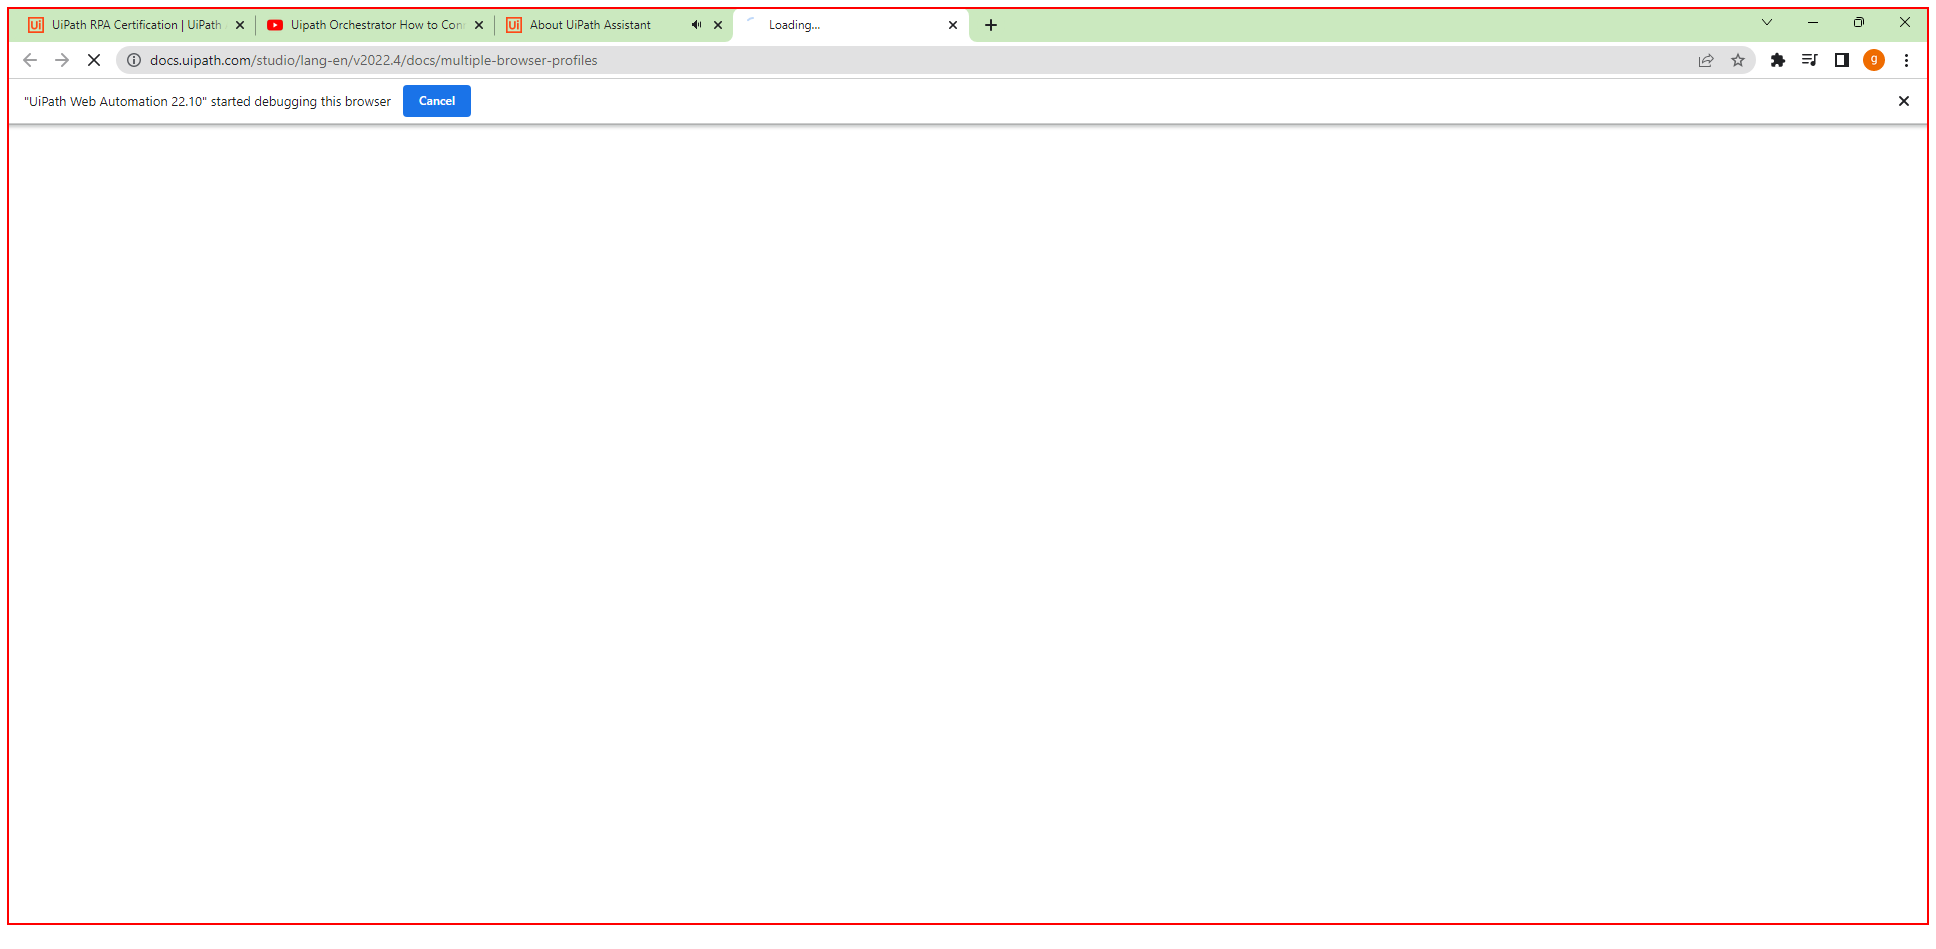 Ui UiPath RPA Certification | UiPath Uipath Orchestrator How to Con Ui About UiPath Assistant Loading...
docs.uipath.com/studio/lang-en/v2022.4/docs/multiple-browser-profiles g
"UiPath Web Automation 22.10" started debugging this browser Cancel